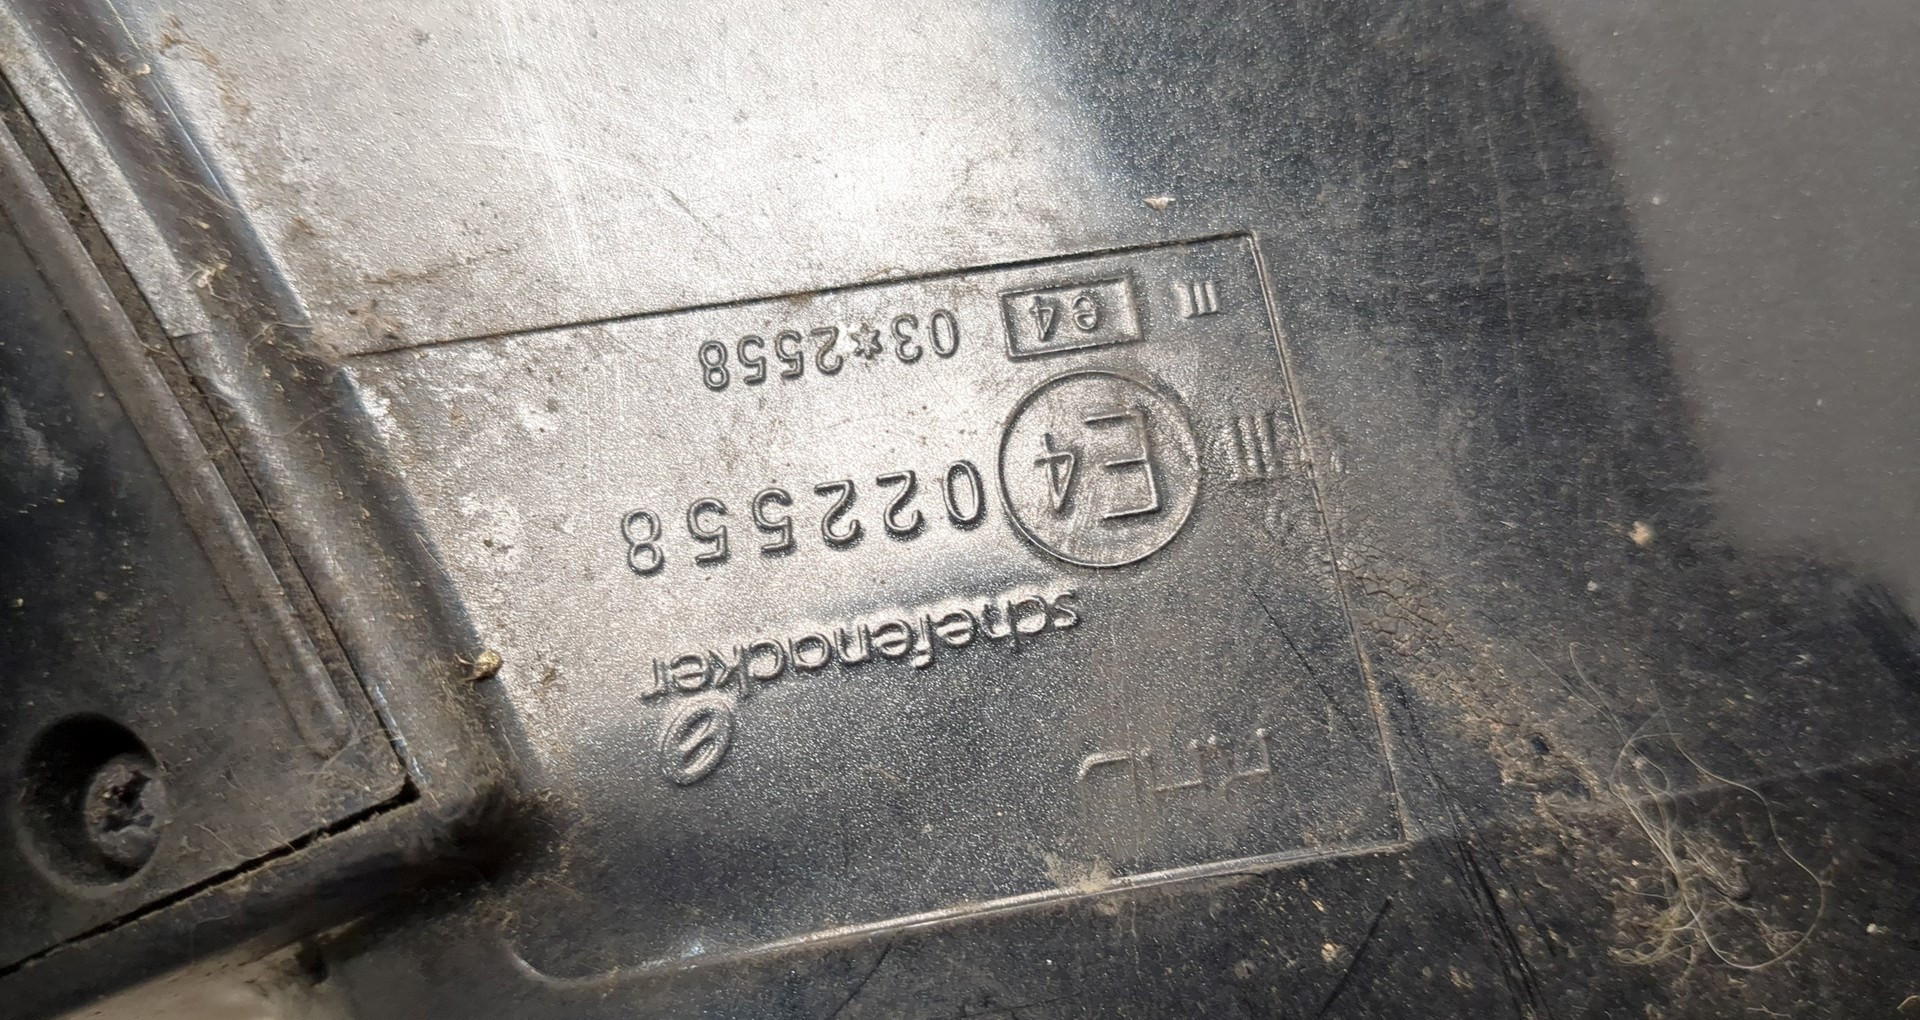 schefenacker
III E4 022558
III e4 03*2558